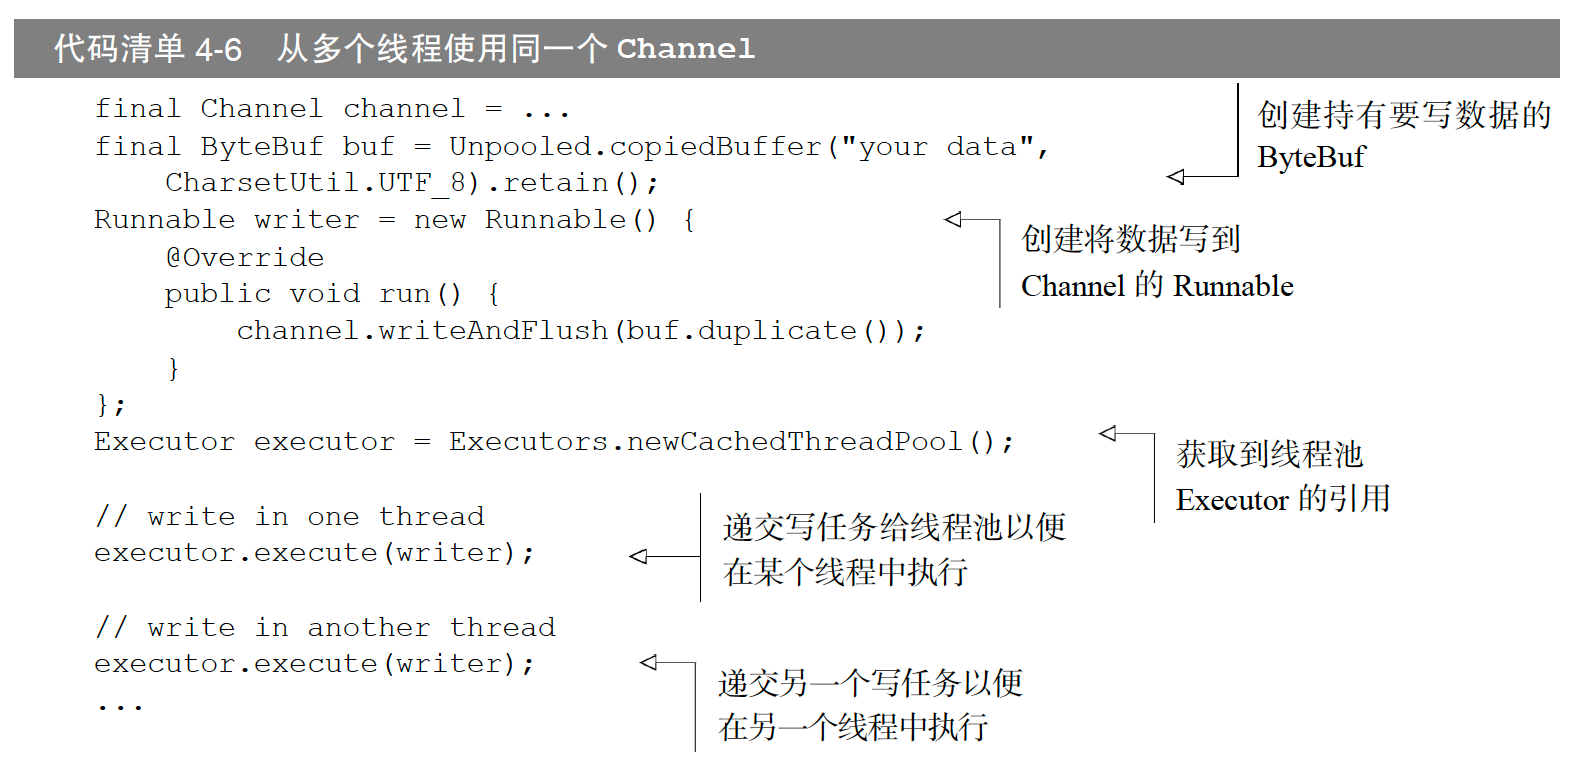 代码清单 4-6 从多个线程使用同一个 Channel
final Channel channel = ...
final ByteBuf buf = Unpooled.copiedBuffer("your data",
CharsetUtil.UTF_8).retain();
创建持有要写数据的
ByteBuf
Runnable writer = new Runnable() {
@Override
public void run() {
channel.writeAndFlush(buf.duplicate());
}
};
创建将数据写到
Channel 的 Runnable
Executor executor = Executors.newCachedThreadPool();
获取到线程池
Executor 的引用
// write in one thread
executor.execute(writer);
递交写任务给线程池以便
在某个线程中执行
// write in another thread
executor.execute(writer);
...
递交另一个写任务以便
在另一个线程中执行